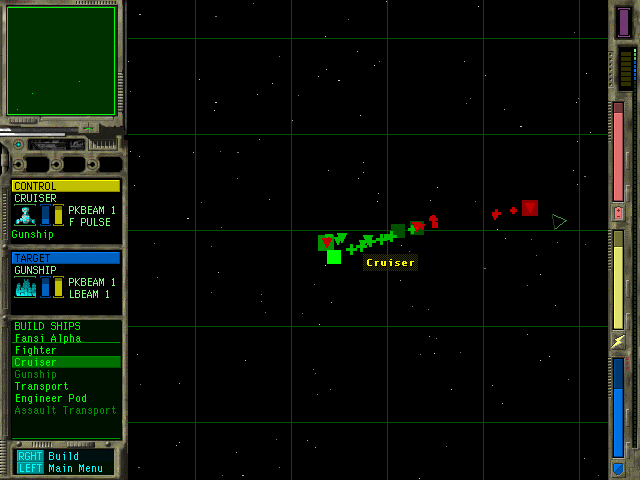 CONTROL
CRUISER
PKBEAM 1
F PULSE
Gunship
TARGET
GUNSHIP
PKBEAM 1
LBEAM 1
BUILD SHIPS
Fansi Alpha
Fighter
Cruiser
Gunship
Transport
Engineer Pod
Assault Transport
RGHT Build
LEFT Main Menu
Cruiser